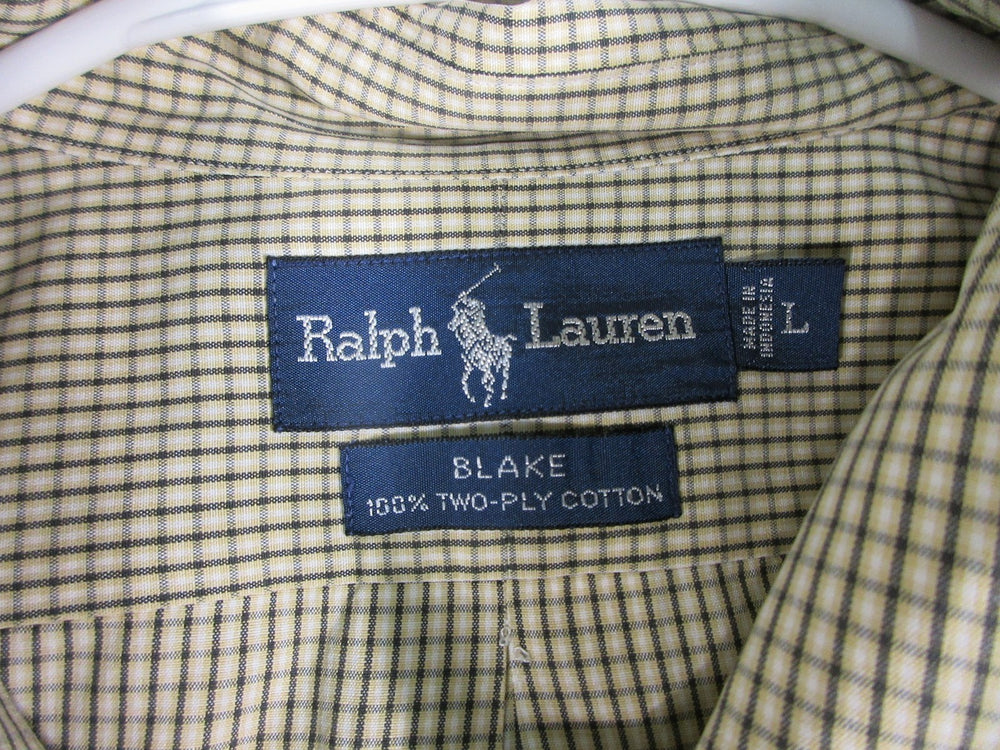 Ralph Lauren
MADE IN
INDONESIA
L
BLAKE
100% TWO-PLY COTTON